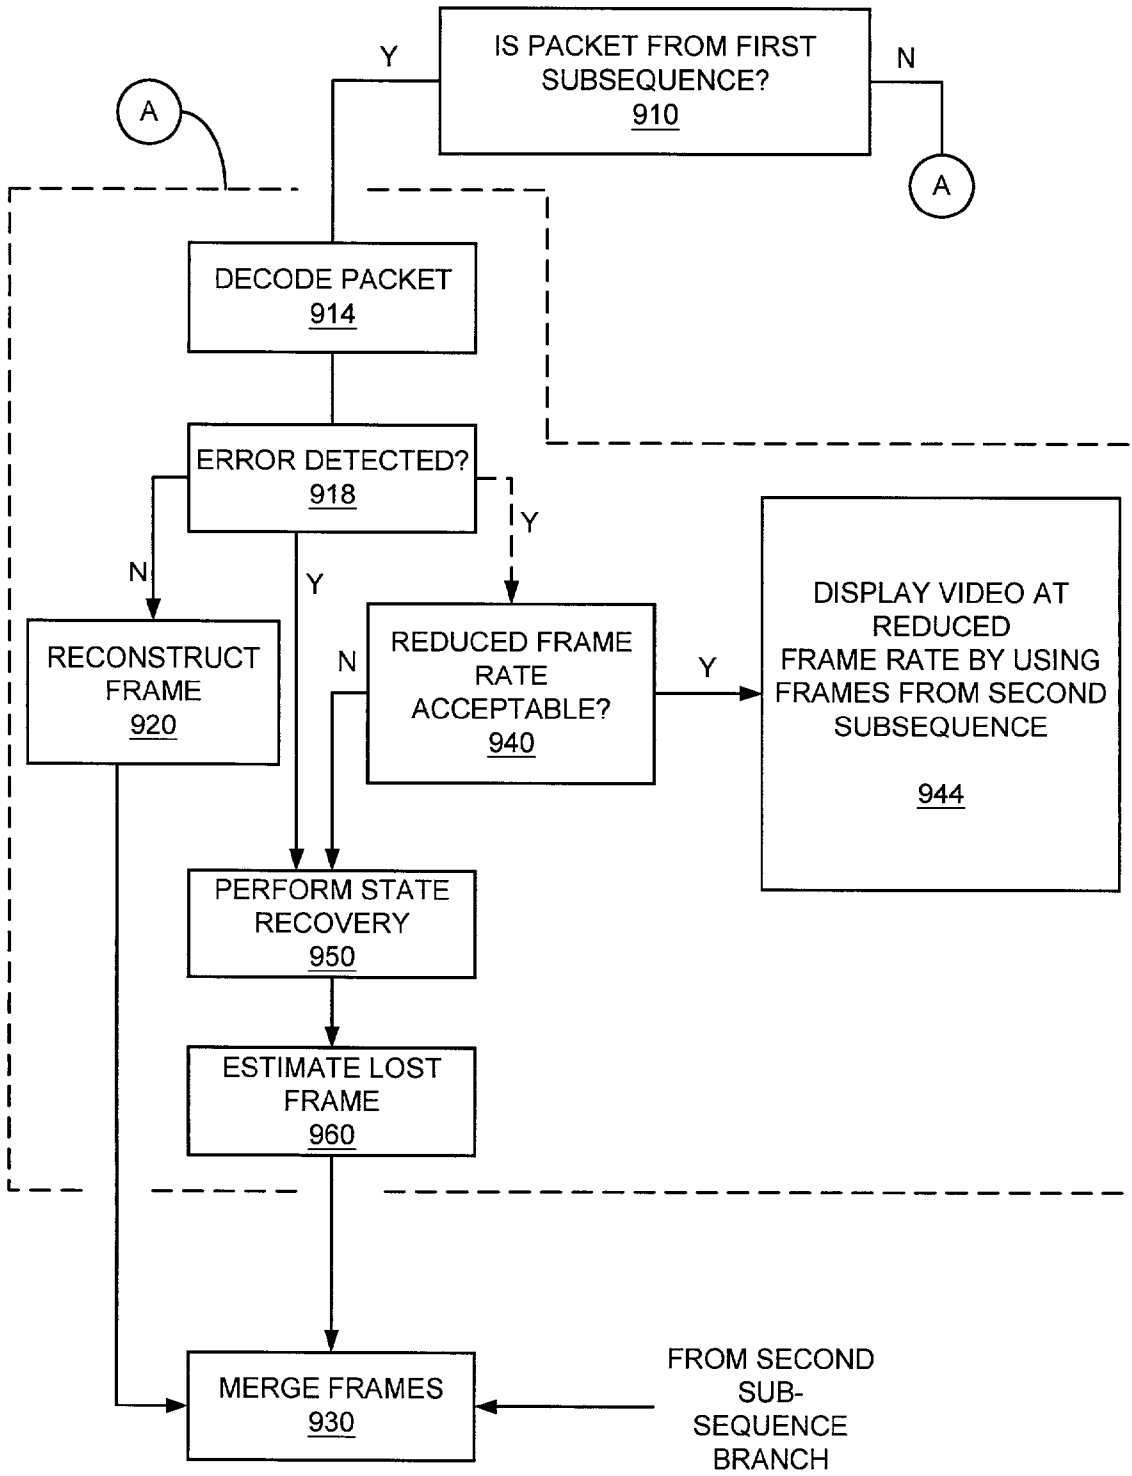 IS PACKET FROM FIRST
SUBSEQUENCE?
910
Y
N
A
A
DECODE PACKET
914
ERROR DETECTED?
918
N
Y
Y
RECONSTRUCT
FRAME
920
N
REDUCED FRAME
RATE
ACCEPTABLE?
940
Y
DISPLAY VIDEO AT
REDUCED
FRAME RATE BY USING
FRAMES FROM SECOND
SUBSEQUENCE
944
PERFORM STATE
RECOVERY
950
ESTIMATE LOST
FRAME
960
MERGE FRAMES
930
FROM SECOND
SUB-
SEQUENCE
BRANCH